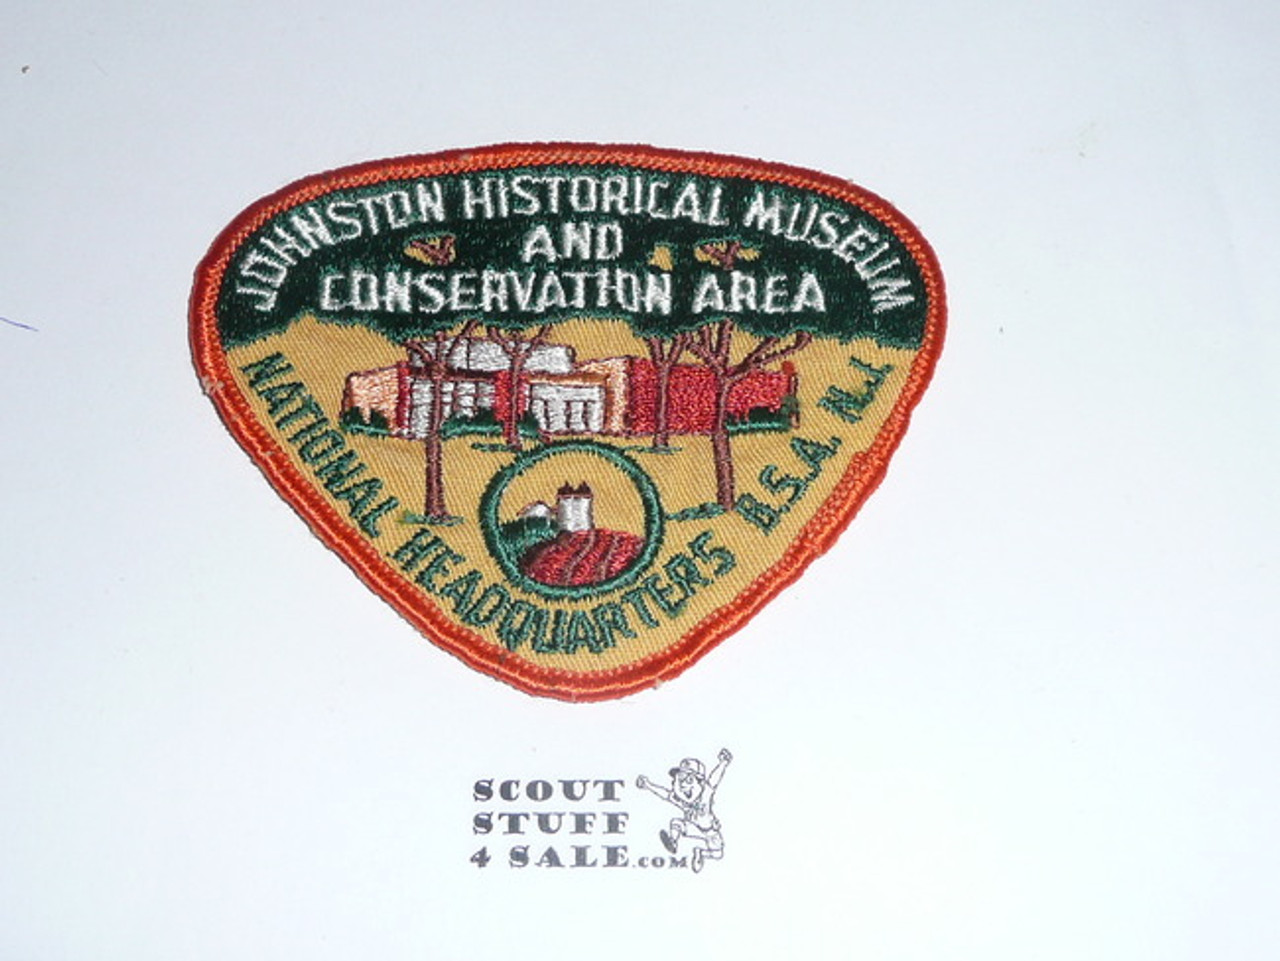 JOHNSTON HISTORICAL MUSEUM
AND
CONSERVATION AREA
NATIONAL HEADQUARTERS B.S.A. N.J.
SCOUT
STUFF
4 SALE.COM